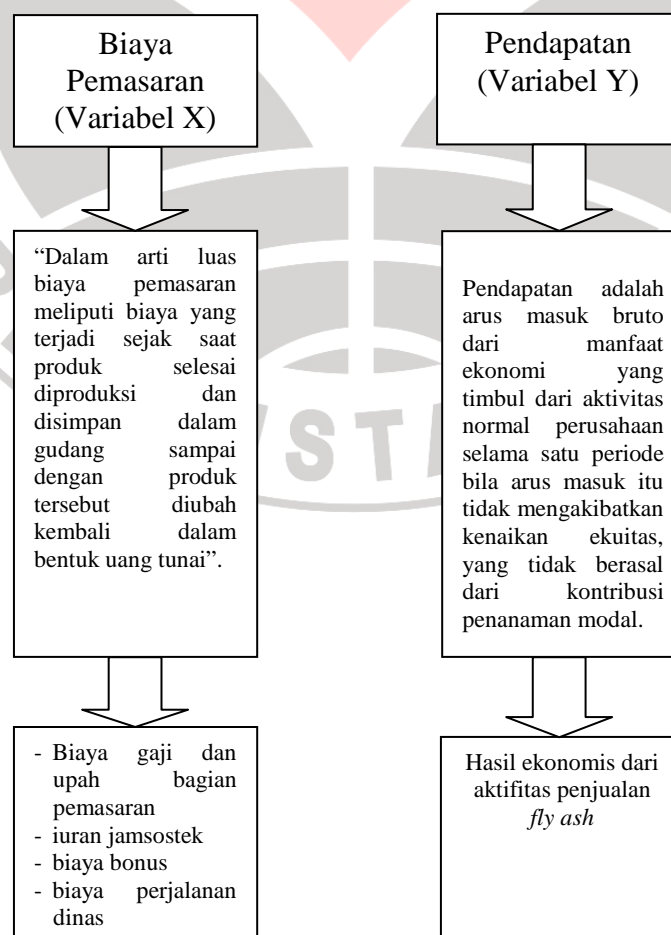 Biaya
Pemasaran
(Variabel X)
Pendapatan
(Variabel Y)
“Dalam arti luas
biaya pemasaran
meliputi biaya yang
terjadi sejak saat
produk selesai
diproduksi dan
disimpan dalam
gudang sampai
dengan produk
tersebut diubah
kembali dalam
bentuk uang tunai”.
Pendapatan adalah
arus masuk bruto
dari manfaat
ekonomi yang
timbul dari aktivitas
normal perusahaan
selama satu periode
bila arus masuk itu
tidak mengakibatkan
kenaikan ekuitas,
yang tidak berasal
dari kontribusi
penanaman modal.
- Biaya gaji dan
upah bagian
pemasaran
- iuran jamsostek
- biaya bonus
- biaya perjalanan
dinas
Hasil ekonomis dari
aktifitas penjualan
fly ash